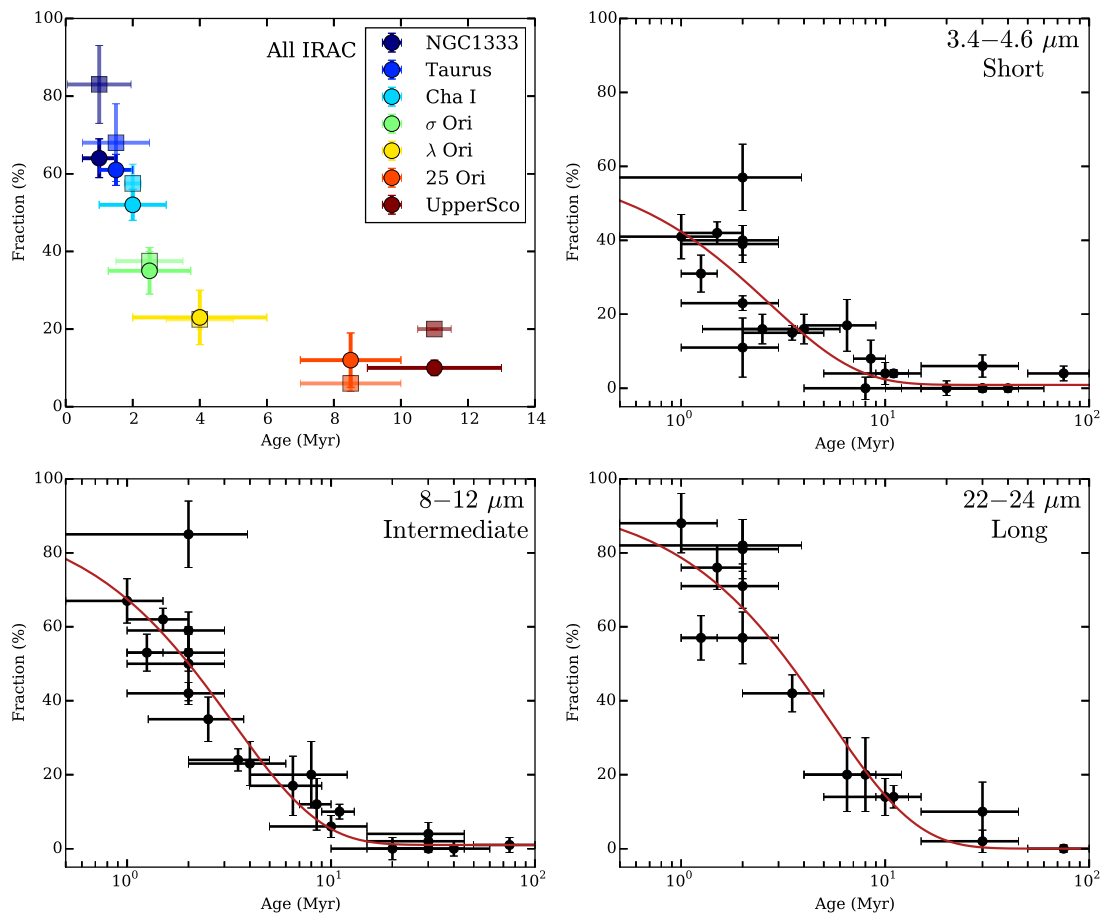 100
80
60
40
20
0
Fraction (%)
All IRAC
NGC1333
Taurus
Cha I
σ Ori
λ Ori
25 Ori
UpperSco
0 2 4 6 8 10 12 14
Age (Myr)
100
80
60
40
20
0
Fraction (%)
3.4−4.6 μm
Short
10⁰ 10¹ 10²
Age (Myr)
100
80
60
40
20
0
Fraction (%)
8−12 μm
Intermediate
10⁰ 10¹ 10²
Age (Myr)
100
80
60
40
20
0
Fraction (%)
22−24 μm
Long
10⁰ 10¹ 10²
Age (Myr)